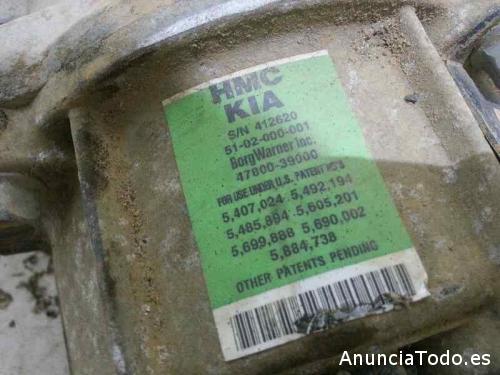 HMC
KIA
S/N 412620
51-02-000-001
BorgWarner Inc.
47800-39000
FOR USE UNDER U.S. PATENT NO'S
5,407,024 5,492,194
5,485,894 5,605,201
5,699,888 5,690,002
5,884,738
OTHER PATENTS PENDING
AnunciaTodo.es